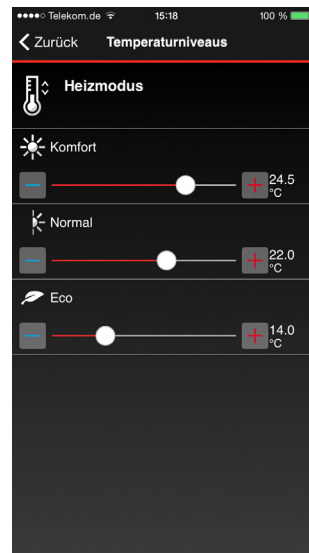 Telekom.de 15:18 100 %
Zurück Temperaturniveaus
Heizmodus
Komfort
24.5
°C
Normal
22.0
°C
Eco
14.0
°C